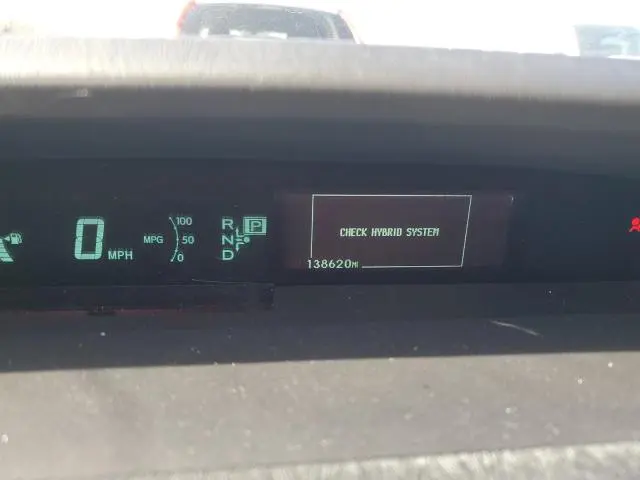 0 MPH
MPG
100
50
0
R
P
N
D
CHECK HYBRID SYSTEM
138620MI